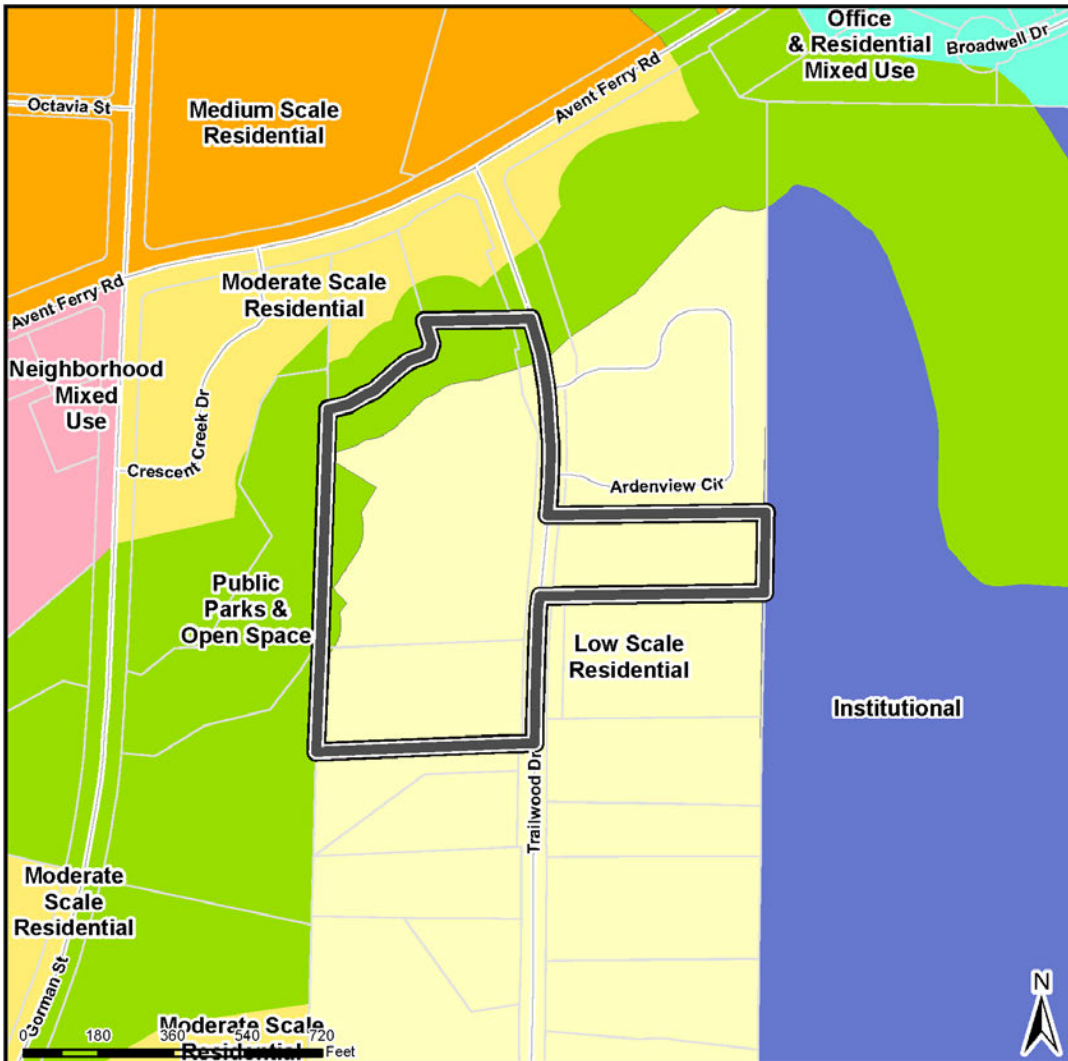 Office
& Residential
Mixed Use
Broadwell Dr
Octavia St
Medium Scale
Residential
Avent Ferry Rd
Avent Ferry Rd
Moderate Scale
Residential
Neighborhood
Mixed
Use
Crescent Creek Dr
Ardenview Cir
Public
Parks &
Open Space
Low Scale
Residential
Institutional
Trailwood Dr
Moderate
Scale
Residential
Gorman St
Moderate Scale
Residential
0 180 360 540 720
Feet
N